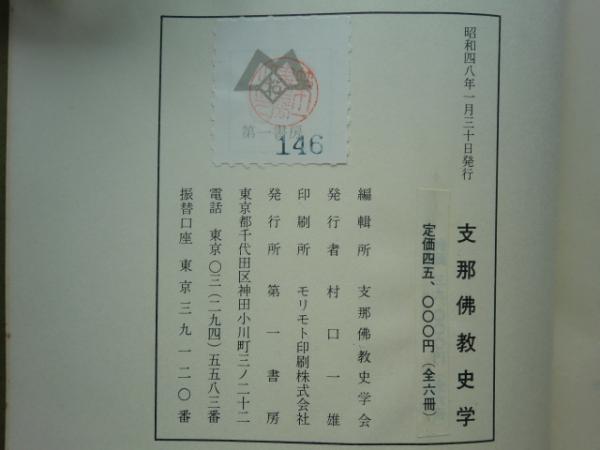 昭和四八年一月三十日発行
支那佛教史学
定価四五、〇〇〇円（全六冊）
編輯所 支那佛教史学会
発行者 村口一雄
印刷所 モリモト印刷株式会社
発行所 第一書房
東京都千代田区神田小川町三ノ二十二
電話 東京〇三（二九四）五五八三番
振替口座 東京三九一二〇番
第一書房
146